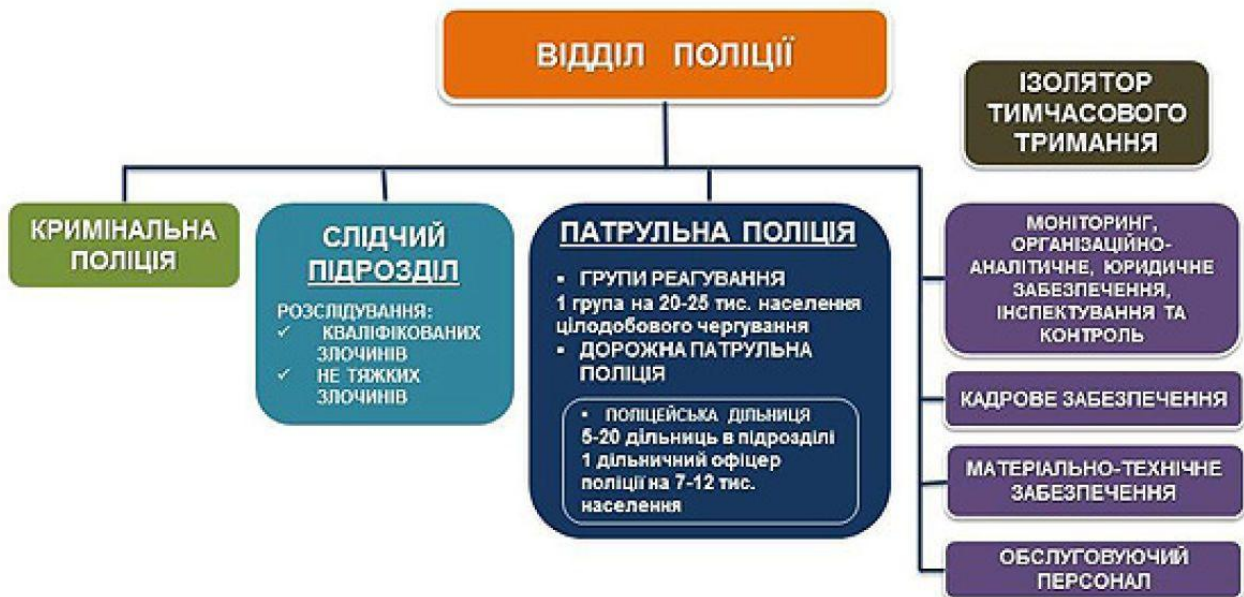 ВІДДІЛ ПОЛІЦІЇ
ІЗОЛЯТОР
ТИМЧАСОВОГО
ТРИМАННЯ
КРИМІНАЛЬНА
ПОЛІЦІЯ
СЛІДЧИЙ
ПІДРОЗДІЛ
РОЗСЛІДУВАННЯ:
✓ КВАЛІФІКОВАНИХ
ЗЛОЧИНІВ
✓ НЕ ТЯЖКИХ
ЗЛОЧИНІВ
ПАТРУЛЬНА ПОЛІЦІЯ
▪ ГРУПИ РЕАГУВАННЯ
1 група на 20-25 тис. населення
цілодобового чергування
▪ ДОРОЖНА ПАТРУЛЬНА
ПОЛІЦІЯ
▪ ПОЛІЦЕЙСЬКА ДІЛЬНИЦЯ
5-20 дільниць в підрозділі
1 дільничний офіцер
поліції на 7-12 тис.
населення
МОНІТОРИНГ,
ОРГАНІЗАЦІЙНО-
АНАЛІТИЧНЕ, ЮРИДИЧНЕ
ЗАБЕЗПЕЧЕННЯ,
ІНСПЕКТУВАННЯ ТА
КОНТРОЛЬ
КАДРОВЕ ЗАБЕЗПЕЧЕННЯ
МАТЕРІАЛЬНО-ТЕХНІЧНЕ
ЗАБЕЗПЕЧЕННЯ
ОБСЛУГОВУЮЧИЙ
ПЕРСОНАЛ